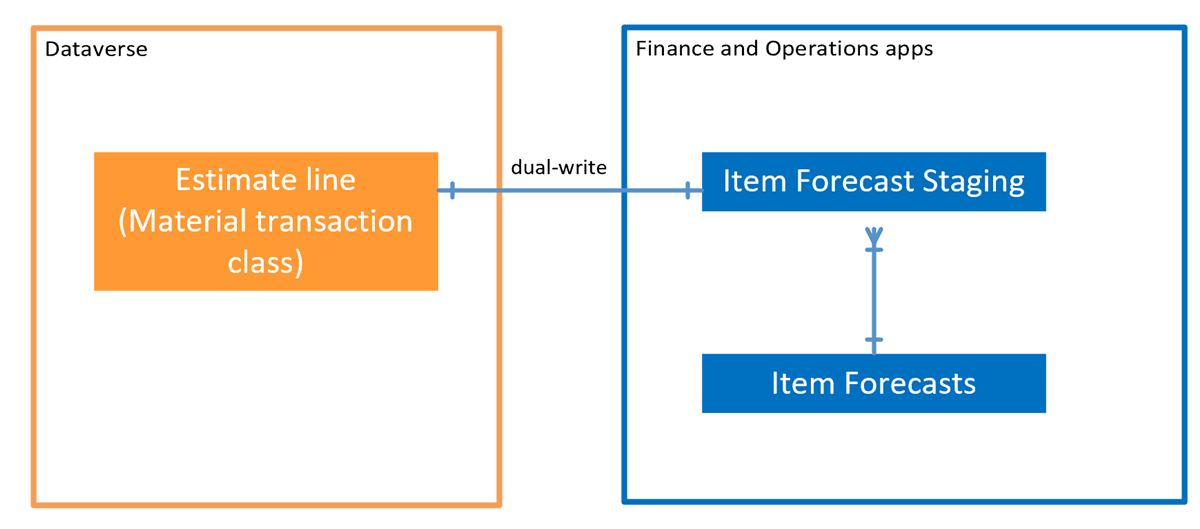 Dataverse
Finance and Operations apps
Estimate line
(Material transaction
class)
dual-write
Item Forecast Staging
Item Forecasts